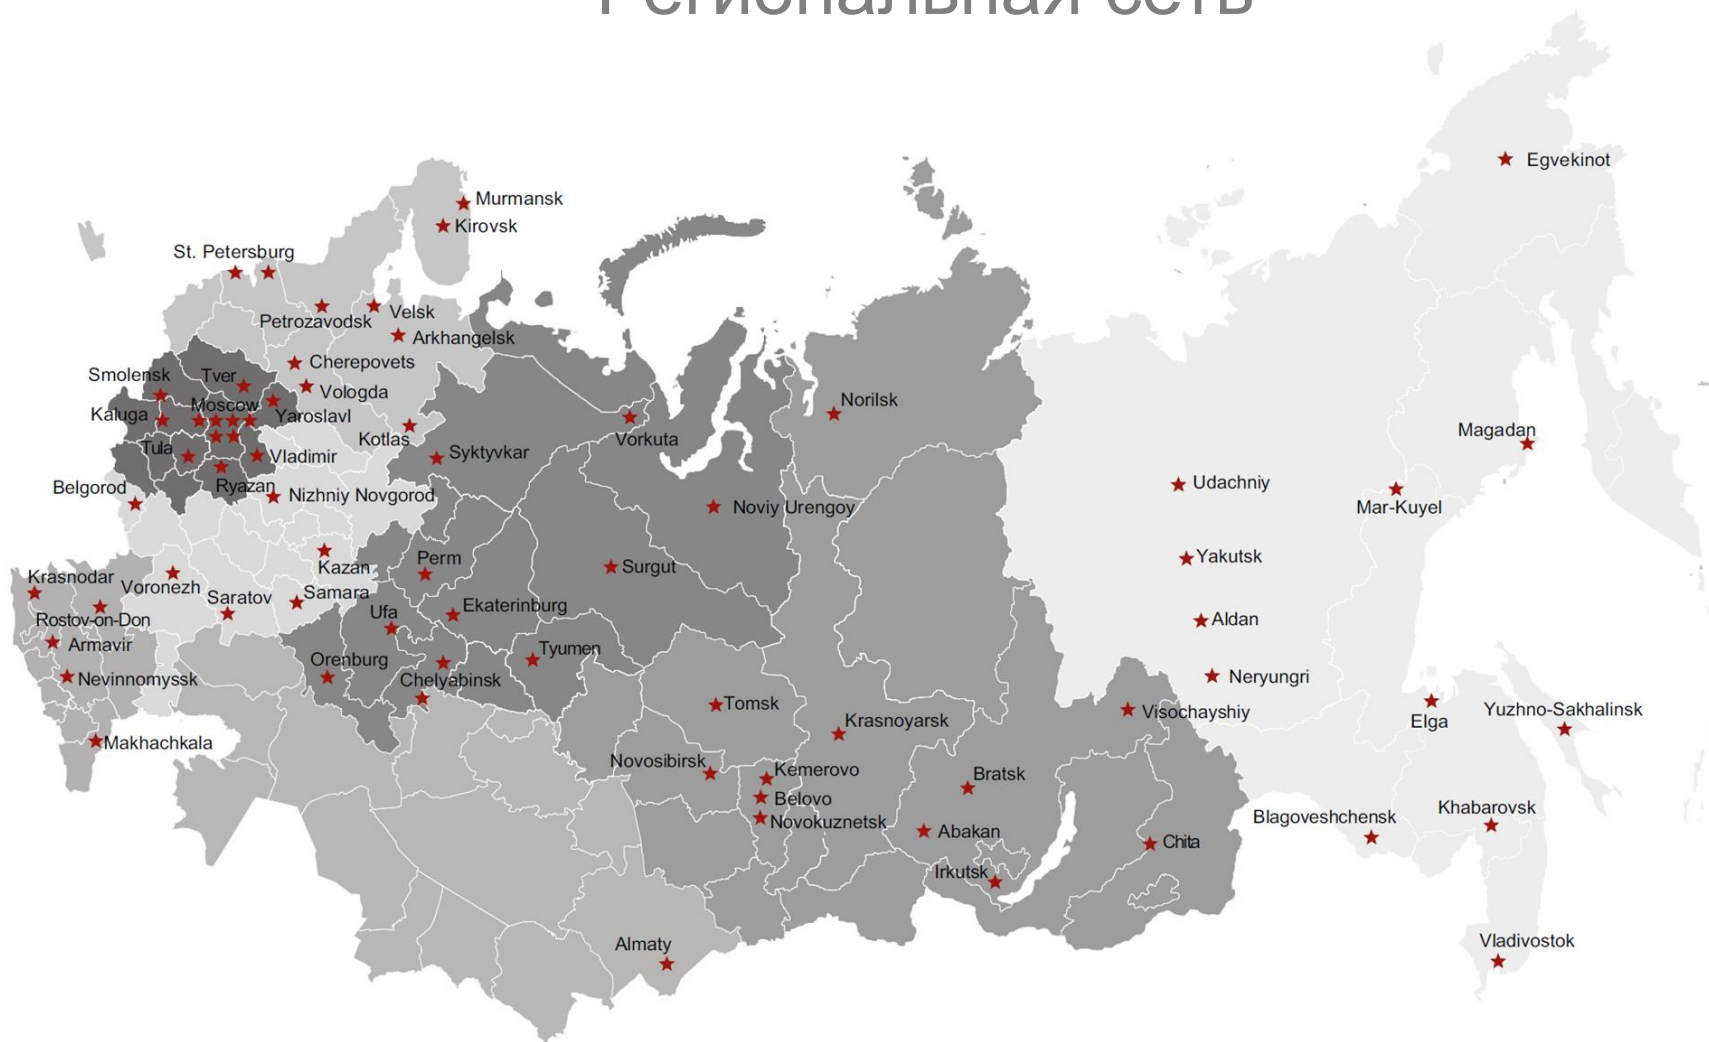 Региональная сеть
Egvekinot
Murmansk
Kirovsk
St. Petersburg
Petrozavodsk
Velsk
Arkhangelsk
Cherepovets
Smolensk
Tver
Vologda
Norilsk
Kaluga
Moscow
Yaroslavl
Kotlas
Vorkuta
Magadan
Tula
Vladimir
Syktyvkar
Udachniy
Belgorod
Ryazan
Nizhniy Novgorod
Noviy Urengoy
Mar-Kuyel
Yakutsk
Perm
Kazan
Surgut
Krasnodar
Voronezh
Saratov
Samara
Ufa
Ekaterinburg
Rostov-on-Don
Aldan
Armavir
Tyumen
Orenburg
Nevinnomyssk
Chelyabinsk
Neryungri
Tomsk
Visochayshiy
Krasnoyarsk
Elga
Yuzhno-Sakhalinsk
Makhachkala
Novosibirsk
Kemerovo
Bratsk
Belovo
Khabarovsk
Novokuznetsk
Blagoveshchensk
Abakan
Chita
Irkutsk
Almaty
Vladivostok